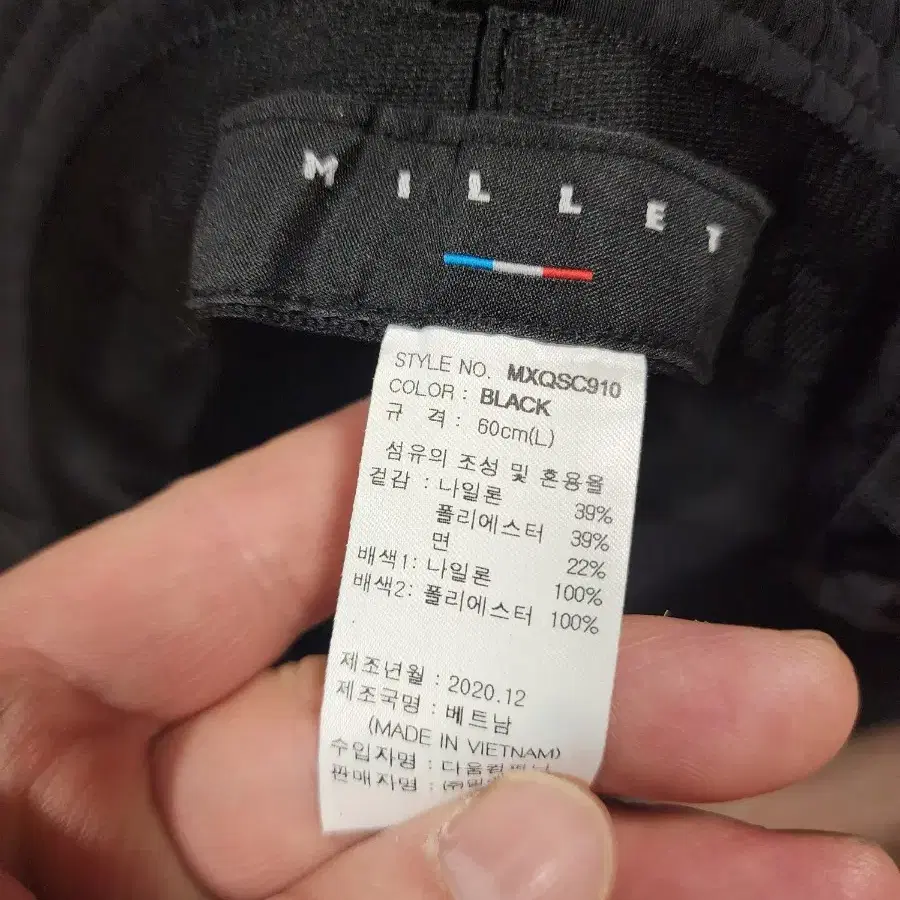 MILLET
STYLE NO. MXQSC910
COLOR : BLACK
규 격 : 60cm(L)
섬유의 조성 및 혼용율
겉감 : 나일론 39%
폴리에스터 39%
면 22%
배색1: 나일론 100%
배색2: 폴리에스터 100%
제조년월 : 2020.12
제조국명 : 베트남
(MADE IN VIETNAM)
수입자명 : 다움
판매자명 :